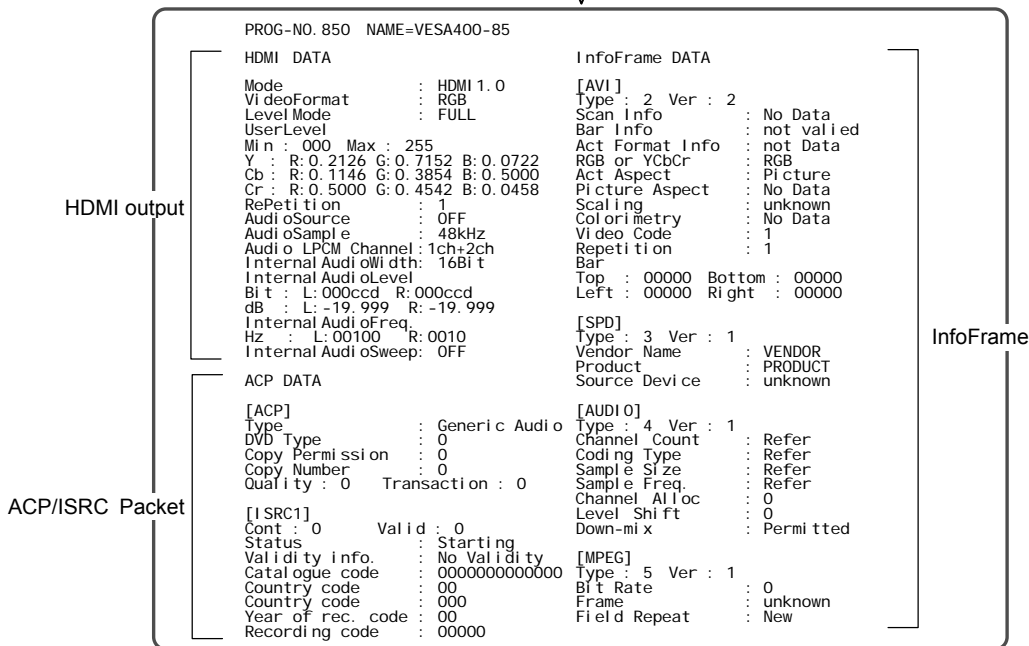 PROG-NO.850 NAME=VESA400-85
HDMI output
HDMI DATA
Mode : HDMI1.0
VideoFormat : RGB
LevelMode : FULL
UserLevel
Min : 000 Max : 255
Y : R:0.2126 G:0.7152 B:0.0722
Cb : R:0.1146 G:0.3854 B:0.5000
Cr : R:0.5000 G:0.4542 B:0.0458
RePetition : 1
AudioSource : OFF
AudioSample : 48kHz
Audio LPCM Channel:1ch+2ch
InternalAudioWidth: 16Bit
InternalAudioLevel
Bit : L:000ccd R:000ccd
dB : L:-19.999 R:-19.999
InternalAudioFreq.
Hz : L:00100 R:0010
InternalAudioSweep: OFF
ACP/ISRC Packet
ACP DATA
[ACP]
Type : Generic Audio
DVD Type : 0
Copy Permission : 0
Copy Number : 0
Quality : 0 Transaction : 0
[ISRC1]
Cont : 0 Valid : 0
Status : Starting
Validity info. : No Validity
Catalogue code : 0000000000000
Country code : 00
Country code : 000
Year of rec. code : 00
Recording code : 00000
InfoFrame
InfoFrame DATA
[AVI]
Type : 2 Ver : 2
Scan Info : No Data
Bar Info : not valied
Act Format Info : not Data
RGB or YCbCr : RGB
Act Aspect : Picture
Picture Aspect : No Data
Scaling : unknown
Colorimetry : No Data
Video Code : 1
Repetition : 1
Bar
Top : 00000 Bottom : 00000
Left : 00000 Right : 00000
[SPD]
Type : 3 Ver : 1
Vendor Name : VENDOR
Product : PRODUCT
Source Device : unknown
[AUDIO]
Type : 4 Ver : 1
Channel Count : Refer
Coding Type : Refer
Sample Size : Refer
Sample Freq. : Refer
Channel Alloc : 0
Level Shift : 0
Down-mix : Permitted
[MPEG]
Type : 5 Ver : 1
Bit Rate : 0
Frame : unknown
Field Repeat : New